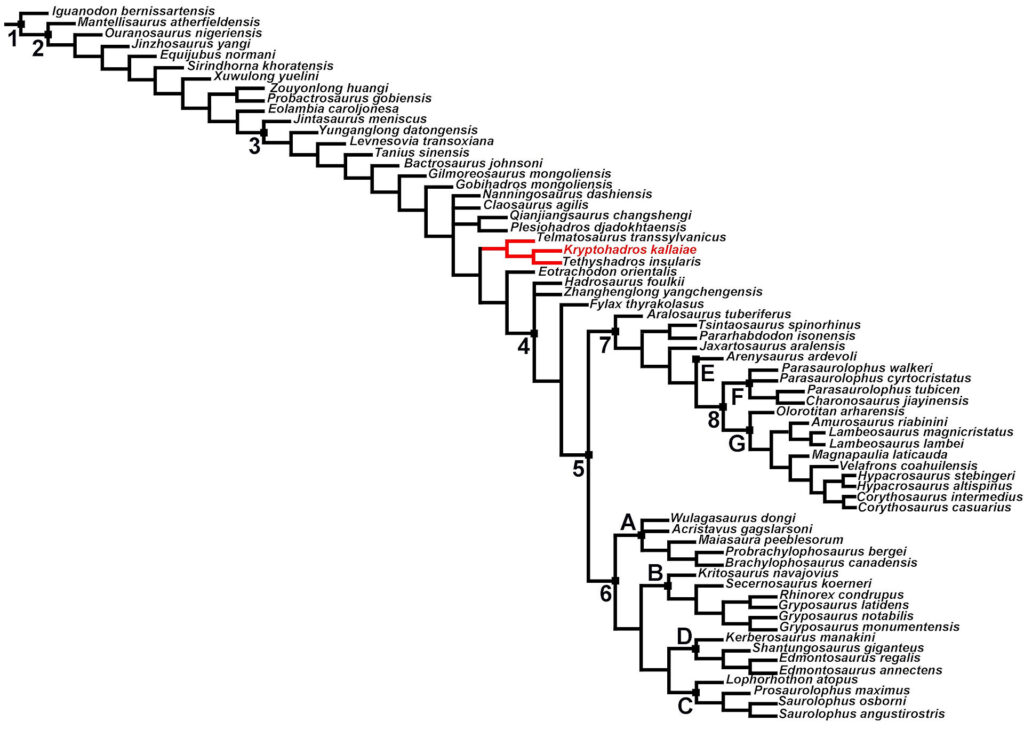 Iguanodon bernissartensis
1
Mantellisaurus atherfieldensis
2
Ouranosaurus nigeriensis
Jinzhosaurus yangi
Equijubus normani
Sirindhorna khoratensis
Xuwulong yuelini
Zouyonlong huangi
Probactrosaurus gobiensis
Eolambia caroljonesa
Jintasaurus meniscus
3
Yunganglong datongensis
Levnesovia transoxiana
Tanius sinensis
Bactrosaurus johnsoni
Gilmoreosaurus mongoliensis
Gobihadros mongoliensis
Nanningosaurus dashiensis
Claosaurus agilis
Qianjiangsaurus changshengi
Plesiohadros djadokhtaensis
Telmatosaurus transsylvanicus
Kryptohadros kallaiae
Tethyshadros insularis
Eotrachodon orientalis
Hadrosaurus foulkii
Zhanghenglong yangchengensis
4
Fylax thyrakolasus
7
Aralosaurus tuberiferus
Tsintaosaurus spinorhinus
Pararhabdodon isonensis
Jaxartosaurus aralensis
Arenysaurus ardevoli
E
Parasaurolophus walkeri
Parasaurolophus cyrtocristatus
F
Parasaurolophus tubicen
Charonosaurus jiayinensis
8
Olorotitan arharensis
G
Amurosaurus riabinini
Lambeosaurus magnicristatus
Lambeosaurus lambei
Magnapaulia laticauda
Velafrons coahuilensis
5
Hypacrosaurus stebingeri
Hypacrosaurus altispinus
Corythosaurus intermedius
Corythosaurus casuarius
A
Wulagasaurus dongi
Acristavus gagslarsoni
Maiasaura peeblesorum
Probrachylophosaurus bergei
Brachylophosaurus canadensis
6
B
Kritosaurus navajovius
Secernosaurus koerneri
Rhinorex condrupus
Gryposaurus latidens
Gryposaurus notabilis
Gryposaurus monumentensis
D
Kerberosaurus manakini
Shantungosaurus giganteus
Edmontosaurus regalis
Edmontosaurus annectens
C
Lophorhothon atopus
Prosaurolophus maximus
Saurolophus osborni
Saurolophus angustirostris